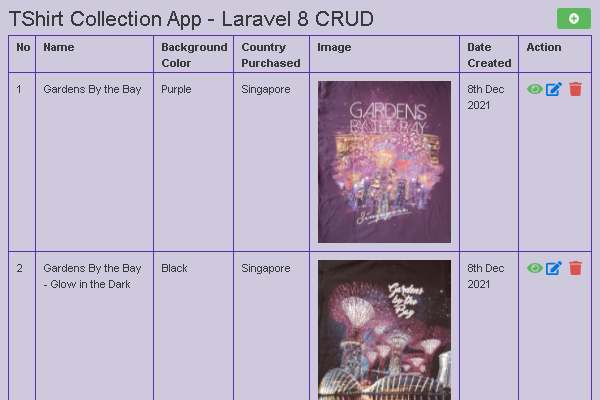 TShirt Collection App - Laravel 8 CRUD
No Name Background Color Country Purchased Image Date Created Action
1 Gardens By the Bay Purple Singapore 8th Dec 2021
GARDENS
BY THE BAY
Singapore
2 Gardens By the Bay - Glow in the Dark Black Singapore 8th Dec 2021
Gardens
by the
Bay